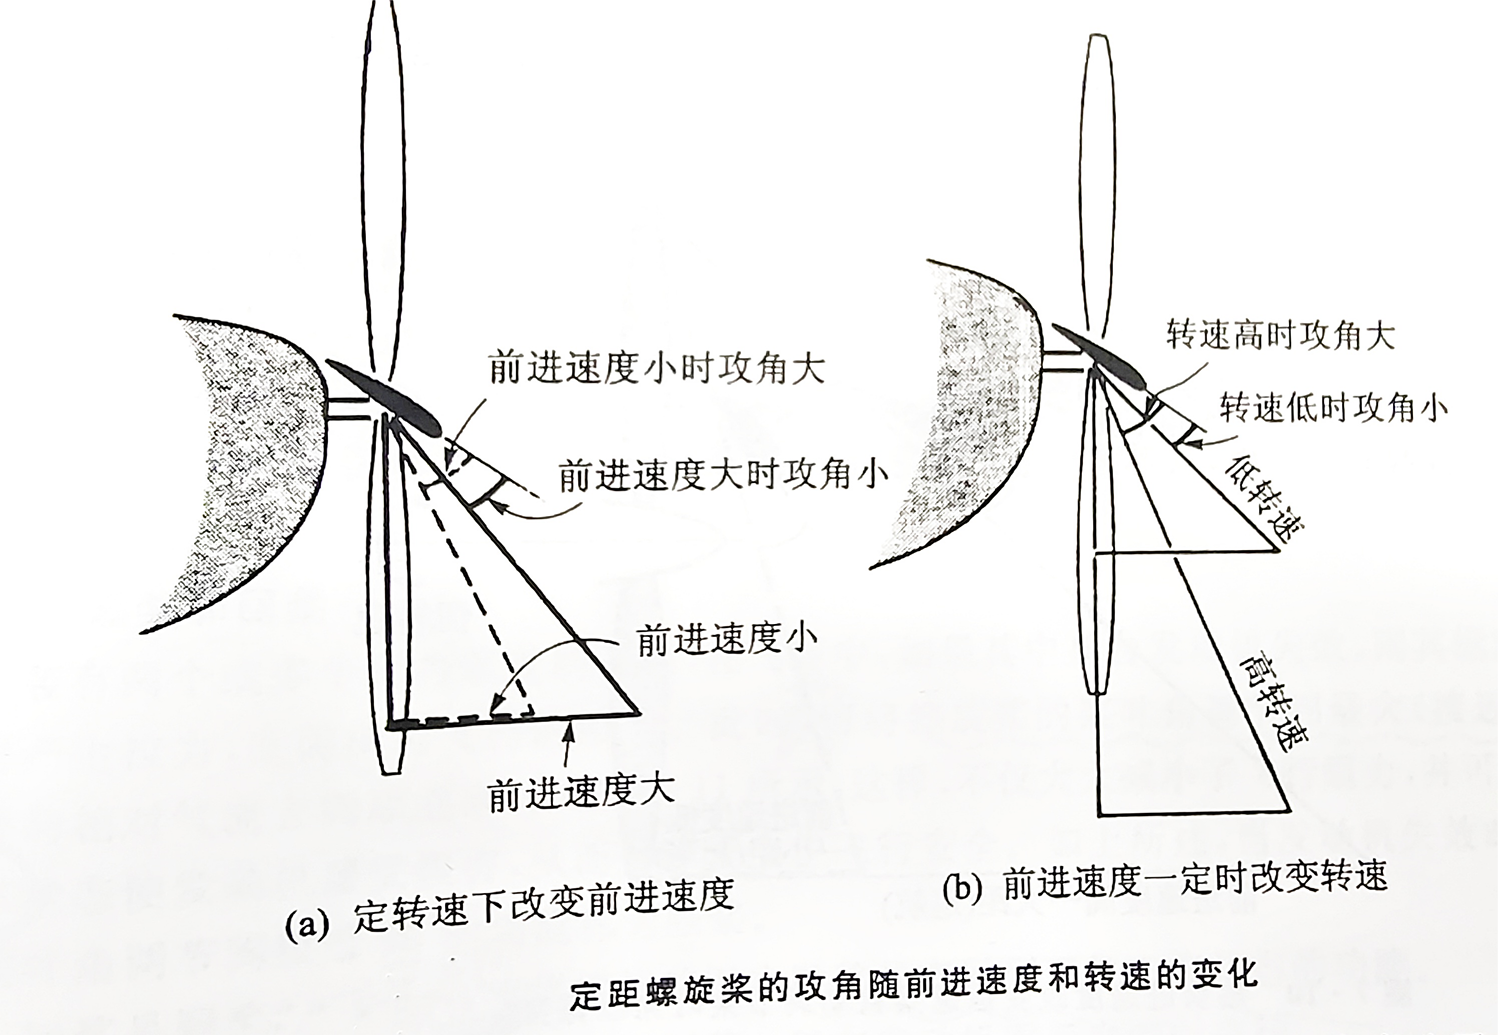 前进速度小时攻角大
前进速度大时攻角小
前进速度小
前进速度大
(a) 定转速下改变前进速度
转速高时攻角大
转速低时攻角小
低转速
高转速
(b) 前进速度一定时改变转速
定距螺旋桨的攻角随前进速度和转速的变化